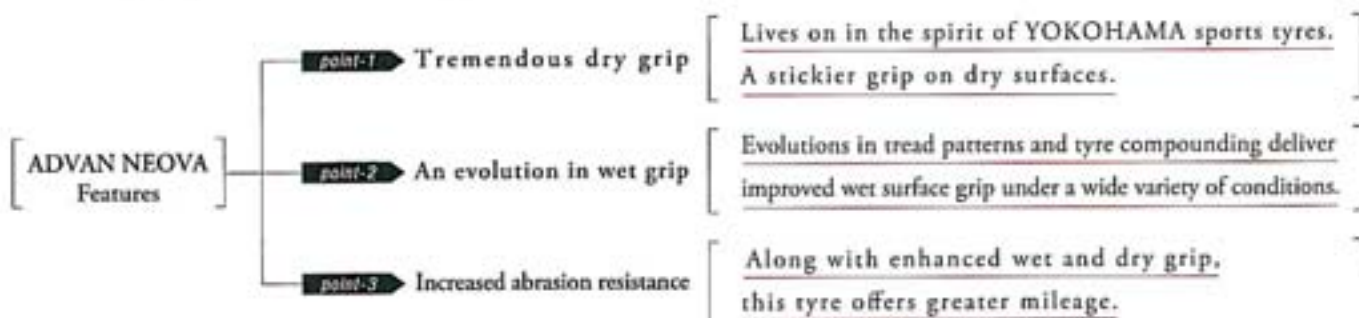 ADVAN NEOVA
Features
point-1 Tremendous dry grip
Lives on in the spirit of YOKOHAMA sports tyres.
A stickier grip on dry surfaces.
point-2 An evolution in wet grip
Evolutions in tread patterns and tyre compounding deliver
improved wet surface grip under a wide variety of conditions.
point-3 Increased abrasion resistance
Along with enhanced wet and dry grip,
this tyre offers greater mileage.